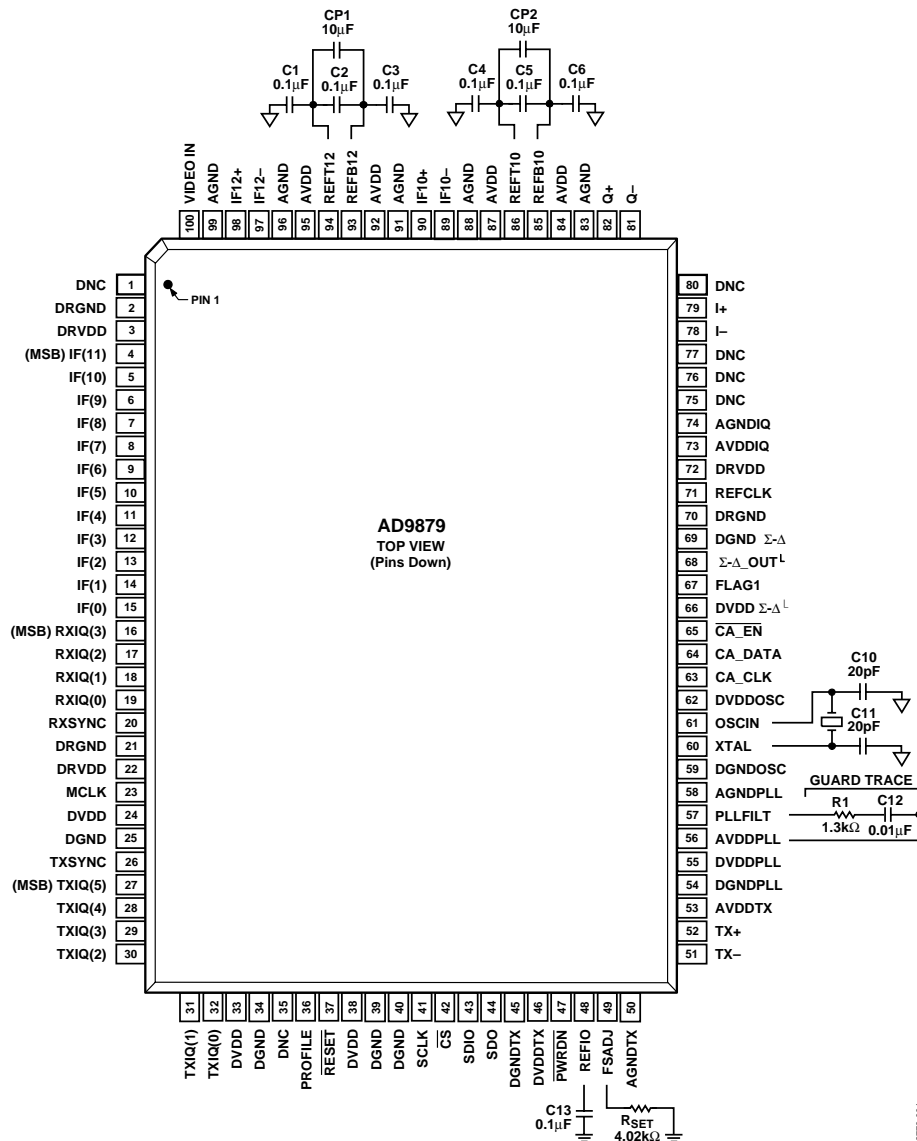 CP1
10µF
CP2
10µF
C1
0.1µF
C2
0.1µF
C3
0.1µF
C4
0.1µF
C5
0.1µF
C6
0.1µF
VIDEO IN
AGND
IF12+
IF12–
AGND
AVDD
REFT12
REFB12
AVDD
AGND
IF10+
IF10–
AGND
AVDD
REFT10
REFB10
AVDD
AGND
Q+
Q–
100 99 98 97 96 95 94 93 92 91 90 89 88 87 86 85 84 83 82 81
DNC 1
DRGND 2
DRVDD 3
(MSB) IF(11) 4
IF(10) 5
IF(9) 6
IF(8) 7
IF(7) 8
IF(6) 9
IF(5) 10
IF(4) 11
IF(3) 12
IF(2) 13
IF(1) 14
IF(0) 15
(MSB) RXIQ(3) 16
RXIQ(2) 17
RXIQ(1) 18
RXIQ(0) 19
RXSYNC 20
DRGND 21
DRVDD 22
MCLK 23
DVDD 24
DGND 25
TXSYNC 26
(MSB) TXIQ(5) 27
TXIQ(4) 28
TXIQ(3) 29
TXIQ(2) 30
PIN 1
AD9879
TOP VIEW
(Pins Down)
80 DNC
79 I+
78 I–
77 DNC
76 DNC
75 DNC
74 AGNDIQ
73 AVDDIQ
72 DRVDD
71 REFCLK
70 DRGND
69 DGND Σ-Δ
68 Σ-Δ_OUT
67 FLAG1
66 DVDD Σ-Δ
65 CA_EN
64 CA_DATA
63 CA_CLK
62 DVDDOSC
61 OSCIN
60 XTAL
59 DGNDOSC
58 AGNDPLL
57 PLLFILT
56 AVDDPLL
55 DVDDPLL
54 DGNDPLL
53 AVDDTX
52 TX+
51 TX–
C10
20pF
C11
20pF
GUARD TRACE
R1
1.3kΩ
C12
0.01µF
31 32 33 34 35 36 37 38 39 40 41 42 43 44 45 46 47 48 49 50
TXIQ(1)
TXIQ(0)
DVDD
DGND
DNC
PROFILE
RESET
DVDD
DGND
DGND
SCLK
CS
SDIO
SDO
DGNDTX
DVDDTX
PWRDN
REFIO
FSADJ
AGNDTX
C13
0.1µF
RSET
4.02kΩ